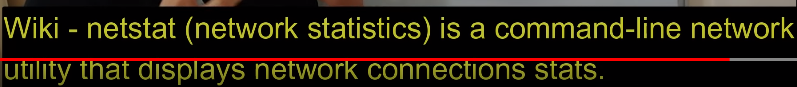 Wiki - netstat (network statistics) is a command-line network
utility that displays network connections stats.